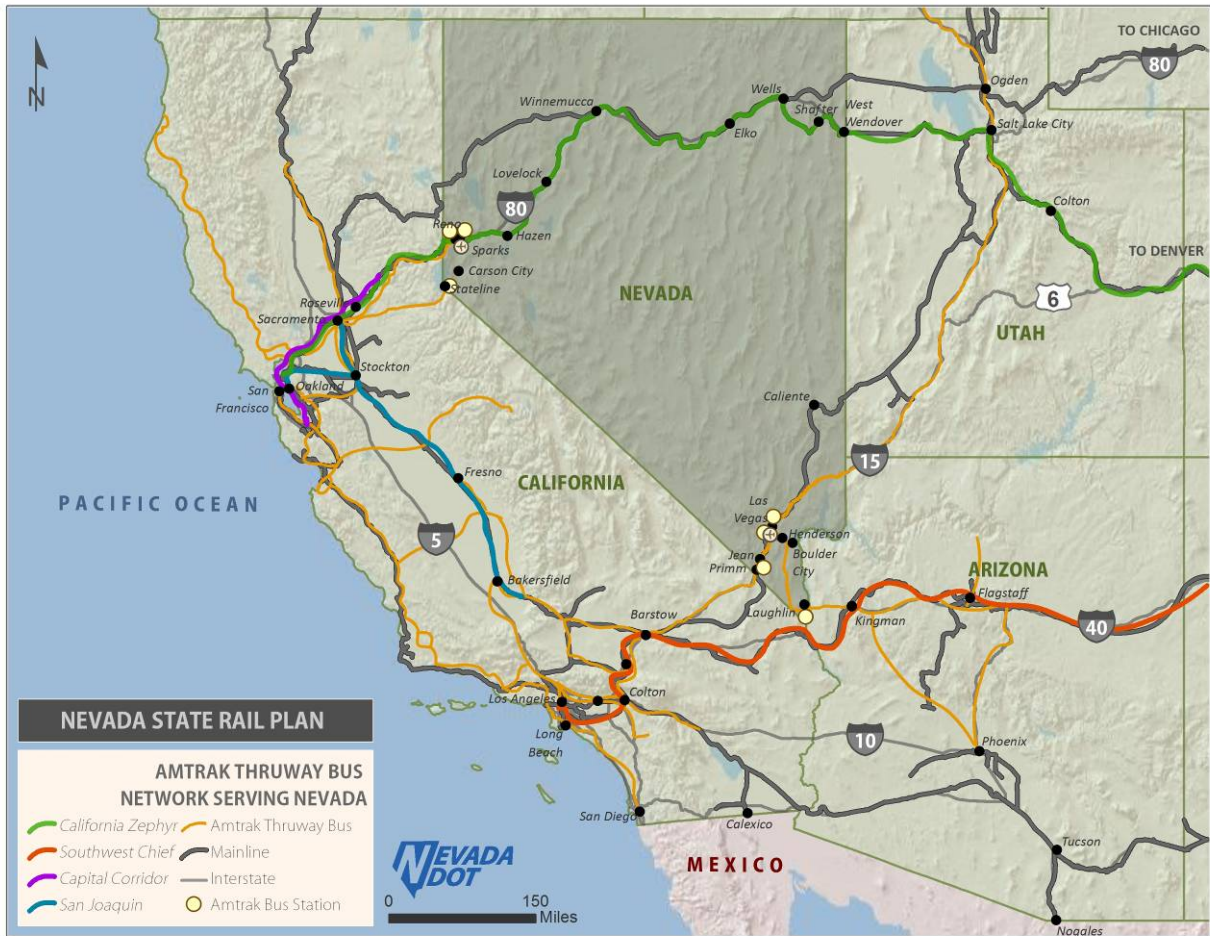 TO CHICAGO
80
N
Ogden
Wells
Winnemucca
Shafter
West
Wendover
Elko
Salt Lake City
Lovelock
80
Colton
Reno
Hazen
Sparks
TO DENVER
Carson City
Stateline
NEVADA
6
Roseville
Sacramento
UTAH
Stockton
Oakland
San
Francisco
Caliente
15
Fresno
CALIFORNIA
PACIFIC OCEAN
Las
Vegas
5
Henderson
Jean
Boulder
City
Primm
ARIZONA
Bakersfield
Flagstaff
Laughlin
Kingman
Barstow
40
Los Angeles
Colton
Long
Beach
10
Phoenix
San Diego
Calexico
Tucson
MEXICO
Nogales
NEVADA STATE RAIL PLAN
AMTRAK THRUWAY BUS
NETWORK SERVING NEVADA
California Zephyr
Amtrak Thruway Bus
Southwest Chief
Mainline
Capital Corridor
Interstate
San Joaquin
Amtrak Bus Station
NEVADA
DOT
0
150
Miles